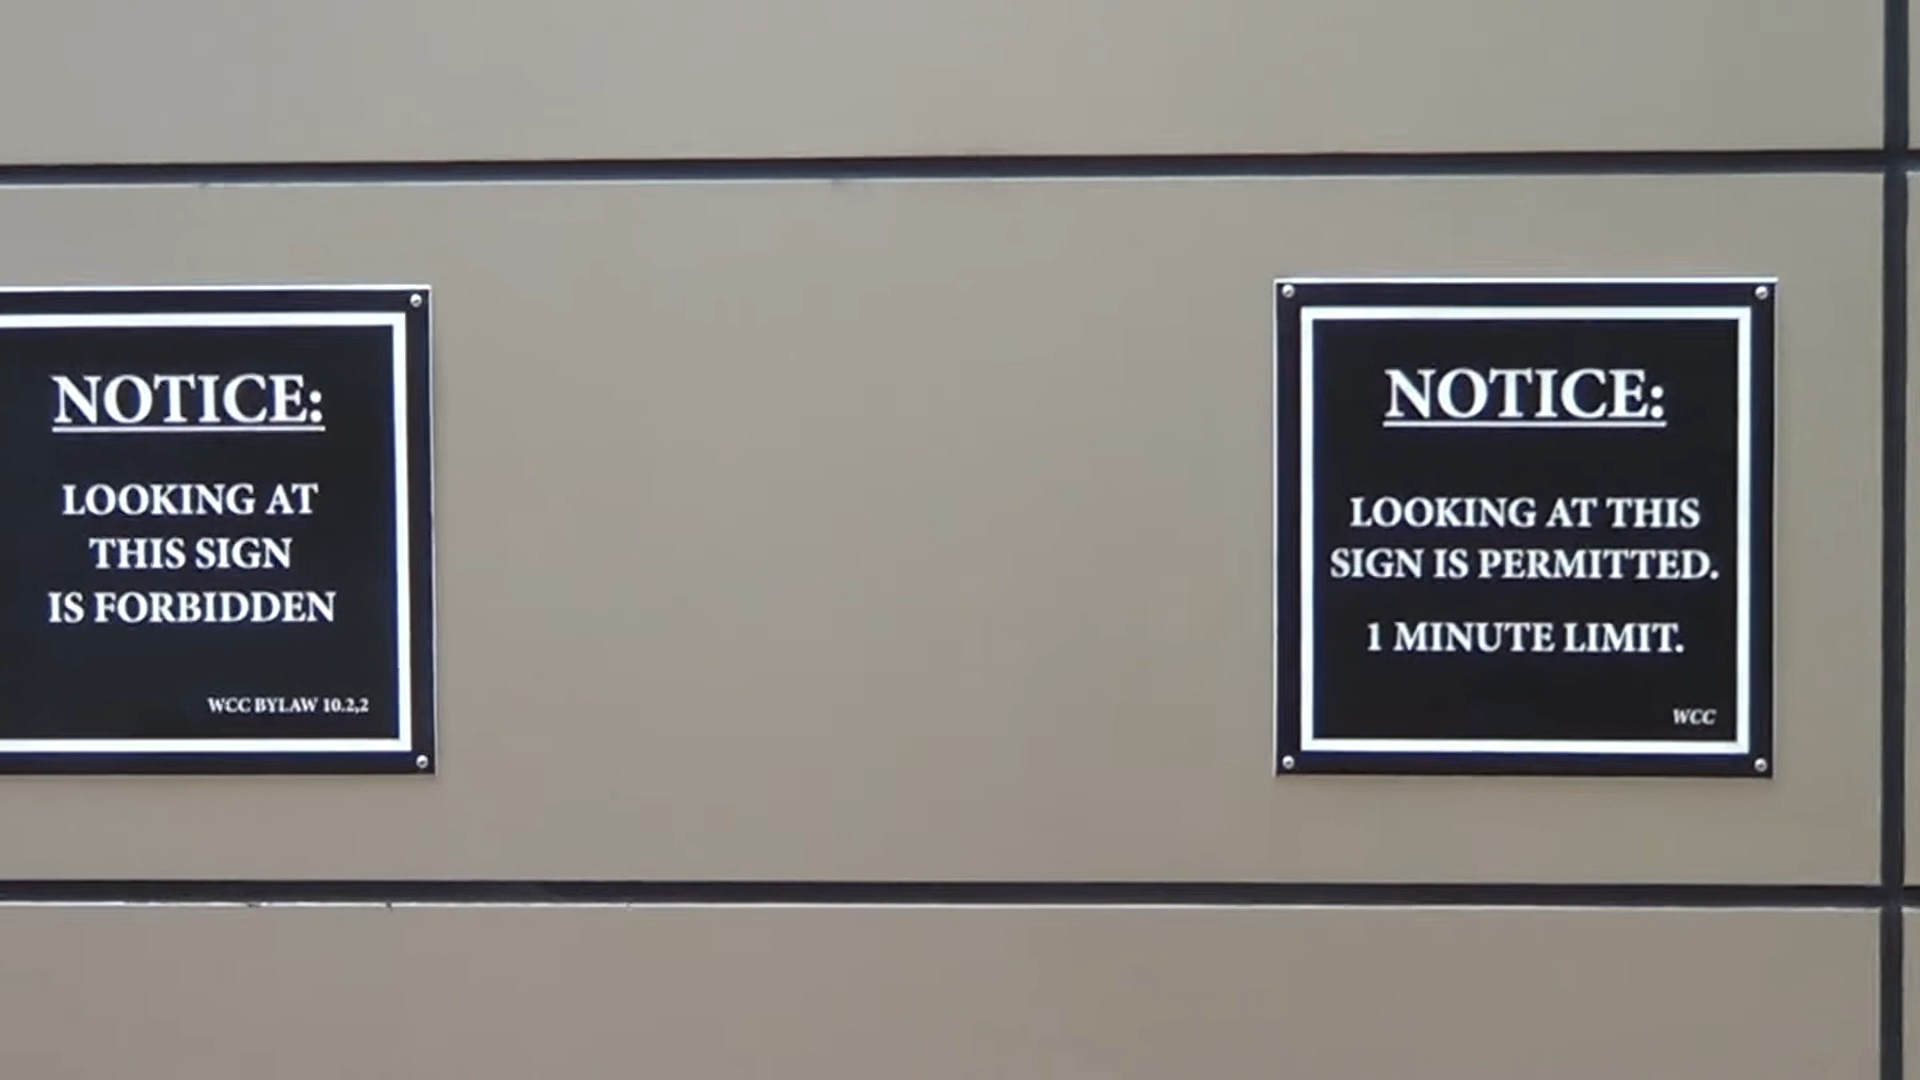 NOTICE:
LOOKING AT
THIS SIGN
IS FORBIDDEN
WCC BYLAW 10.2,2
NOTICE:
LOOKING AT THIS
SIGN IS PERMITTED.
1 MINUTE LIMIT.
WCC